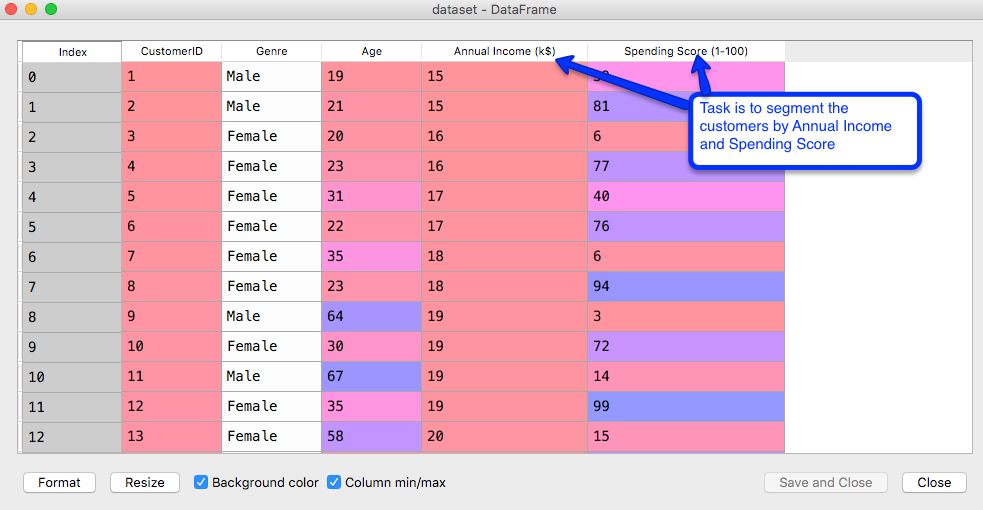 dataset - DataFrame
Index CustomerID Genre Age Annual Income (k$) Spending Score (1-100)
0 1 Male 19 15
1 2 Male 21 15 81
2 3 Female 20 16 6
3 4 Female 23 16 77
4 5 Female 31 17 40
5 6 Female 22 17 76
6 7 Female 35 18 6
7 8 Female 23 18 94
8 9 Male 64 19 3
9 10 Female 30 19 72
10 11 Male 67 19 14
11 12 Female 35 19 99
12 13 Female 58 20 15
Task is to segment the
customers by Annual Income
and Spending Score
Format Resize Background color Column min/max Save and Close Close